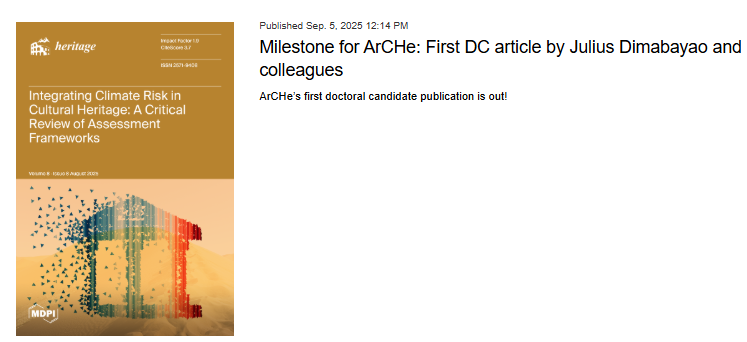 heritage
Impact Factor 1.9
CiteScore 3.7
ISSN 2571-9408
Integrating Climate Risk in
Cultural Heritage: A Critical
Review of Assessment
Frameworks
Volume 8 · Issue 8 August 2025
MDPI
Published Sep. 5, 2025 12:14 PM
Milestone for ArCHe: First DC article by Julius Dimabayao and
colleagues
ArCHe's first doctoral candidate publication is out!